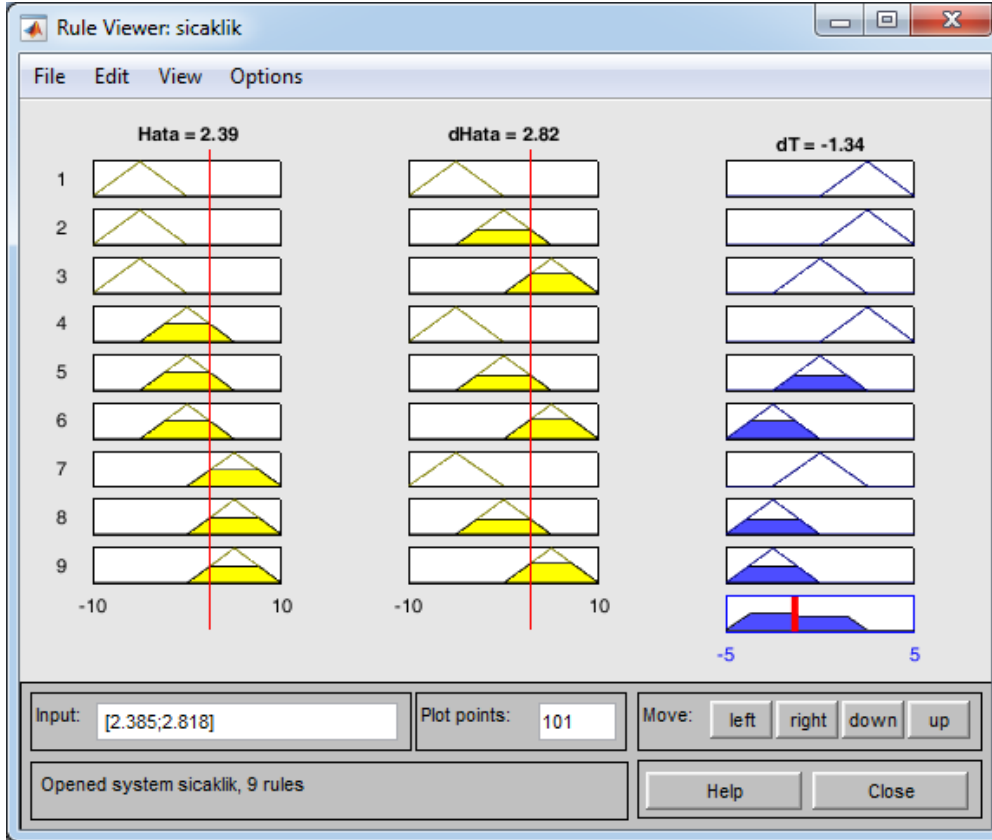 Rule Viewer: sicaklik
File Edit View Options
Hata = 2.39 dHata = 2.82 dT = -1.34
1
2
3
4
5
6
7
8
9
-10 10 -10 10
-5 5
Input: [2.385;2.818] Plot points: 101 Move: left right down up
Opened system sicaklik, 9 rules Help Close